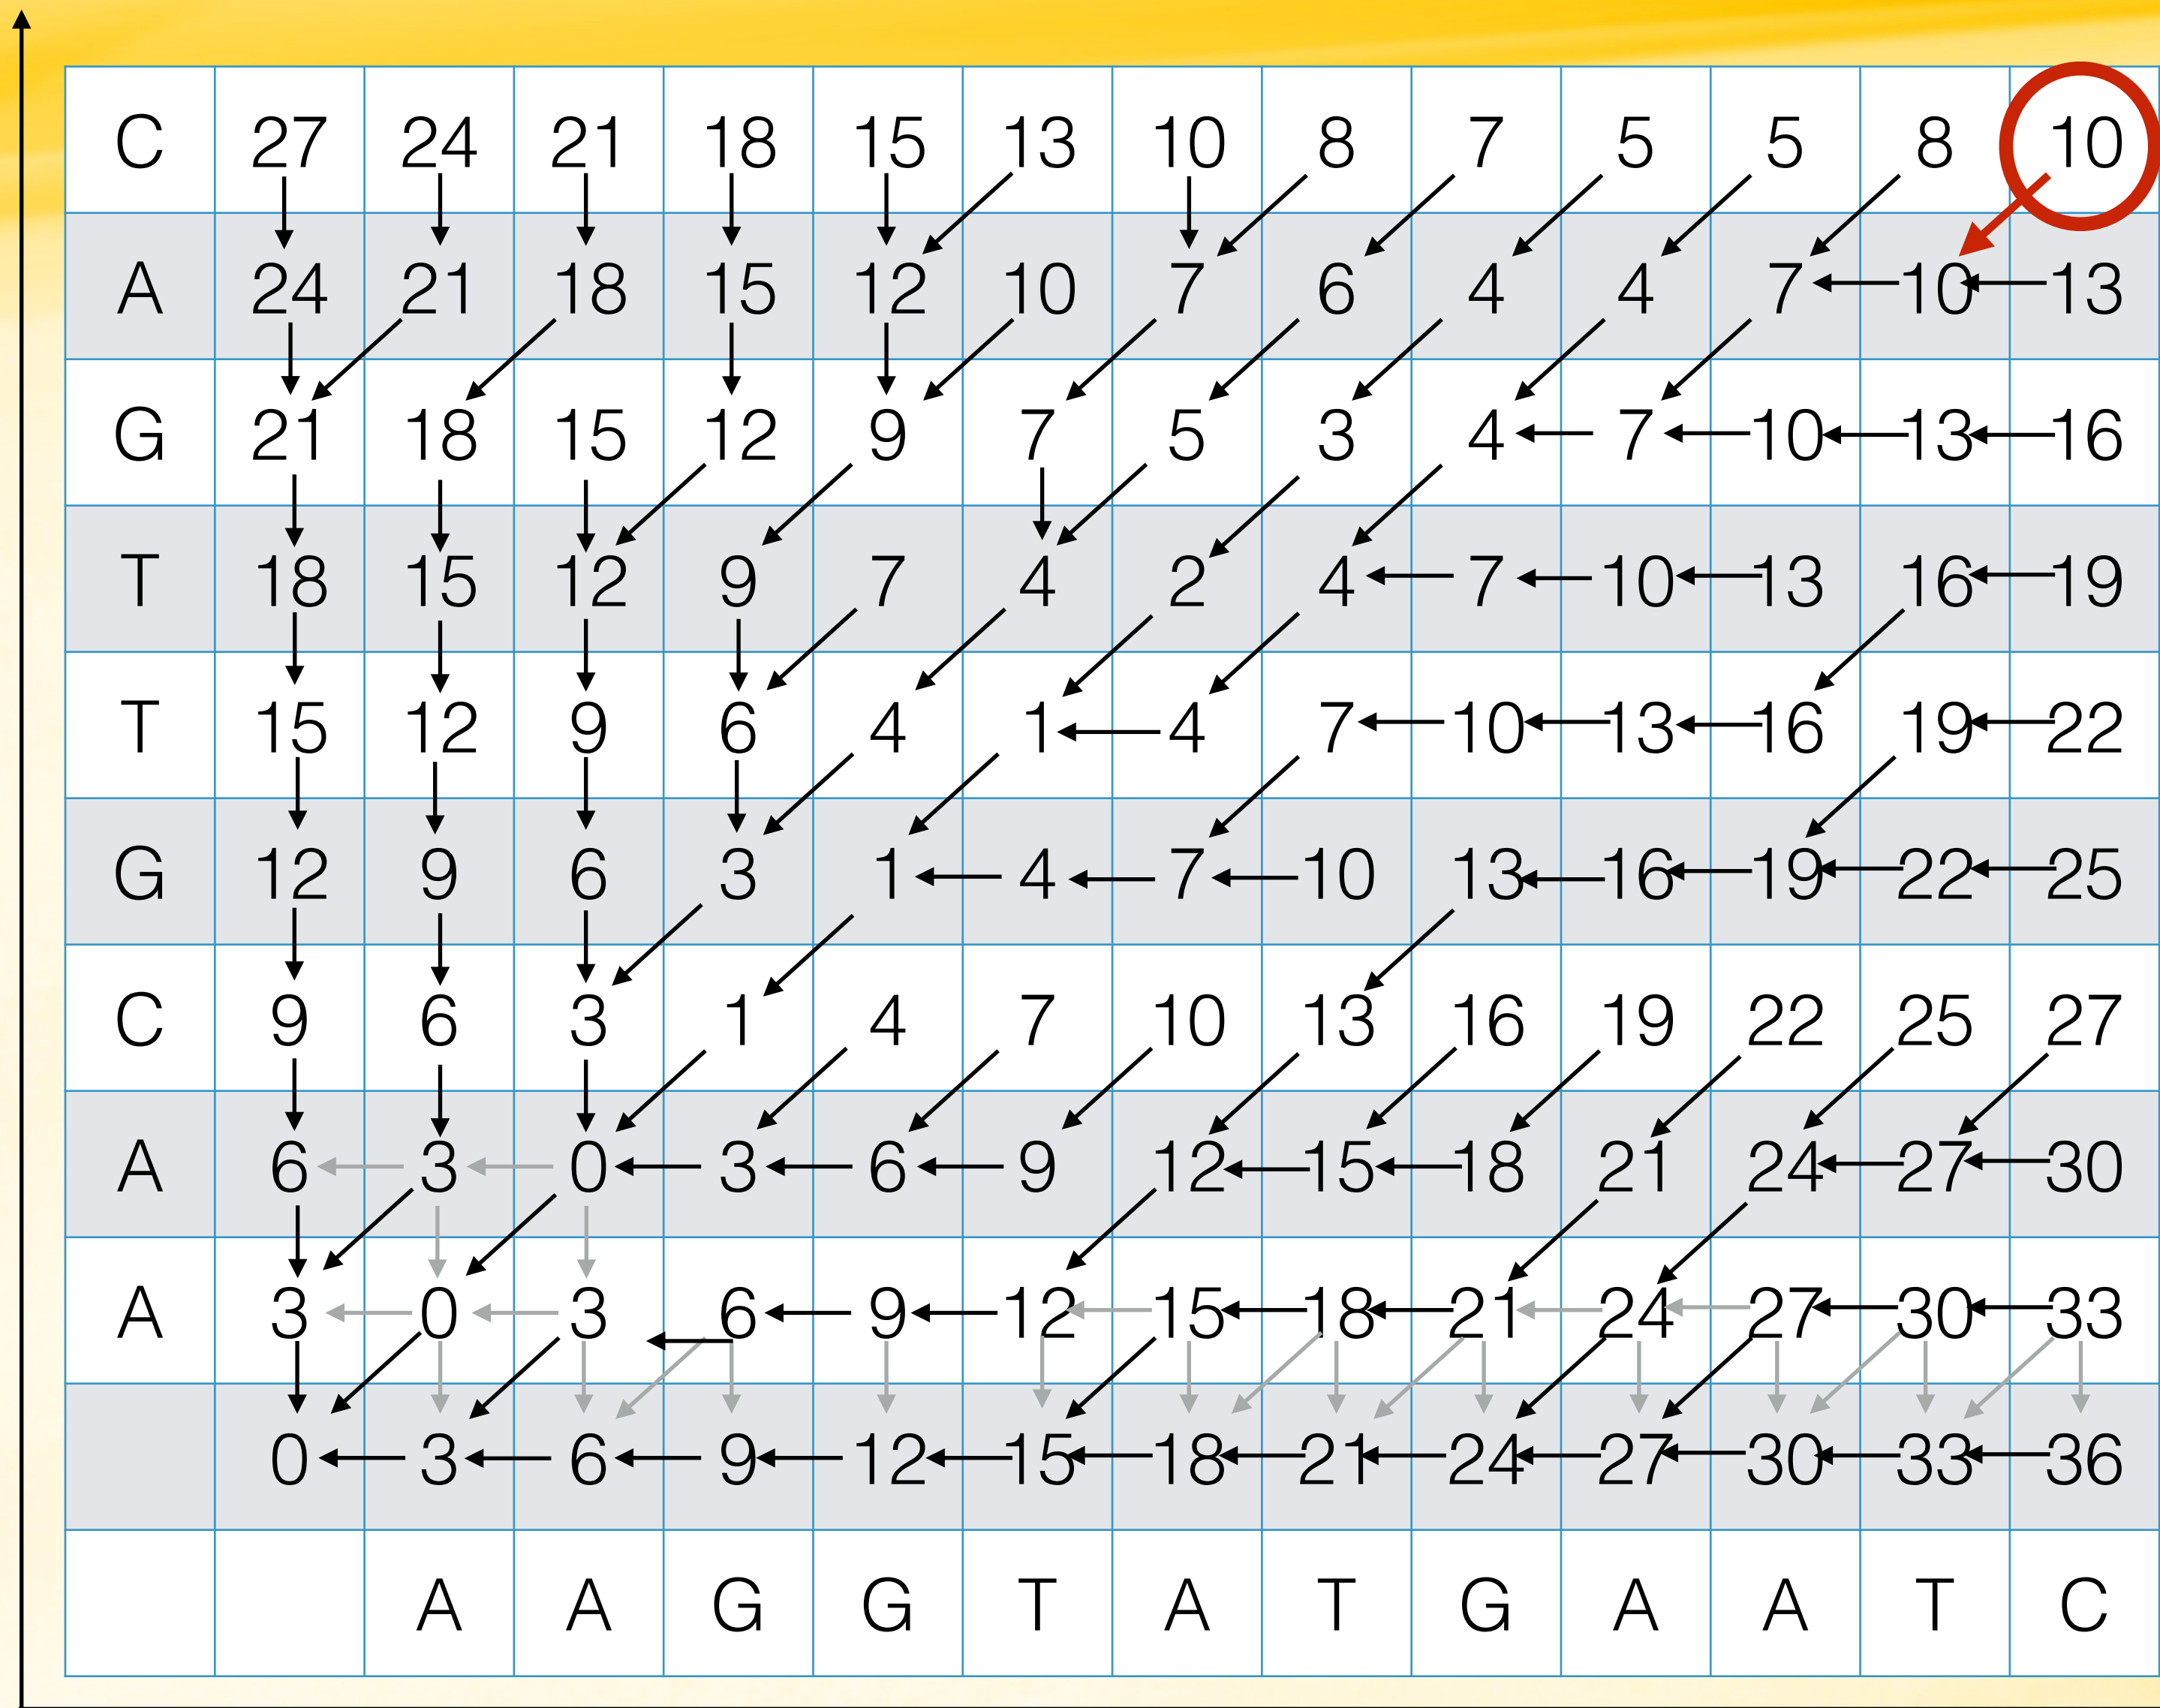 C 27 24 21 18 15 13 10 8 7 5 5 8 10
A 24 21 18 15 12 10 7 6 4 4 7 10 13
G 21 18 15 12 9 7 5 3 4 7 10 13 16
T 18 15 12 9 7 4 2 4 7 10 13 16 19
T 15 12 9 6 4 1 4 7 10 13 16 19 22
G 12 9 6 3 1 4 7 10 13 16 19 22 25
C 9 6 3 1 4 7 10 13 16 19 22 25 27
A 6 3 0 3 6 9 12 15 18 21 24 27 30
A 3 0 3 6 9 12 15 18 21 24 27 30 33
0 3 6 9 12 15 18 21 24 27 30 33 36
A A G G T A T G A A T C